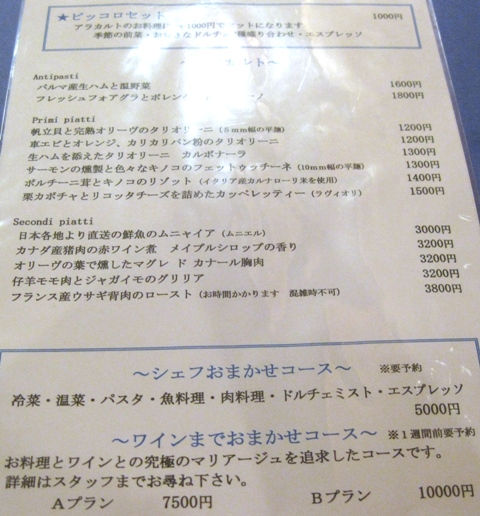 ★ピッコロセット 1000円
アラカルトのお料理に +1000円でセットになります。
季節の前菜・お好きなドルチェ 盛り合わせ・エスプレッソ
～ ルト～
Antipasti
パルマ産生ハムと温野菜 1600円
フレッシュフォアグラとポレン 1800円
Primi piatti
帆立貝と完熟オリーヴのタリオリーニ (5mm幅の平麺) 1200円
車エビとオレンジ、カリカリパン粉のタリオリーニ 1200円
生ハムを添えたタリオリーニ カルボナーラ 1300円
サーモンの燻製と色々なキノコのフェットゥッチーネ (10mm幅の平麺) 1300円
ポルチーニ茸とキノコのリゾット (イタリア産カルナローリ米を使用) 1400円
栗カボチャとリコッタチーズを詰めたカッペレッティー (ラヴィオリ) 1500円
Secondi piatti
日本各地より直送の鮮魚のムニャイア (ムニエル) 3000円
カナダ産猪肉の赤ワイン煮 メイプルシロップの香り 3200円
オリーヴの葉で燻したマグレ ド カナール胸肉 3200円
仔羊モモ肉とジャガイモのグリリア 3200円
フランス産ウサギ背肉のロースト (お時間かかります 混雑時不可) 3800円
～シェフおまかせコース～ ※要予約
冷菜・温菜・パスタ・魚料理・肉料理・ドルチェミスト・エスプレッソ
5000円
～ワインまでおまかせコース～ ※1週間前要予約
お料理とワインとの究極のマリアージュを追求したコースです。
詳細はスタッフまでお尋ね下さい。
Aプラン 7500円 Bプラン 10000円